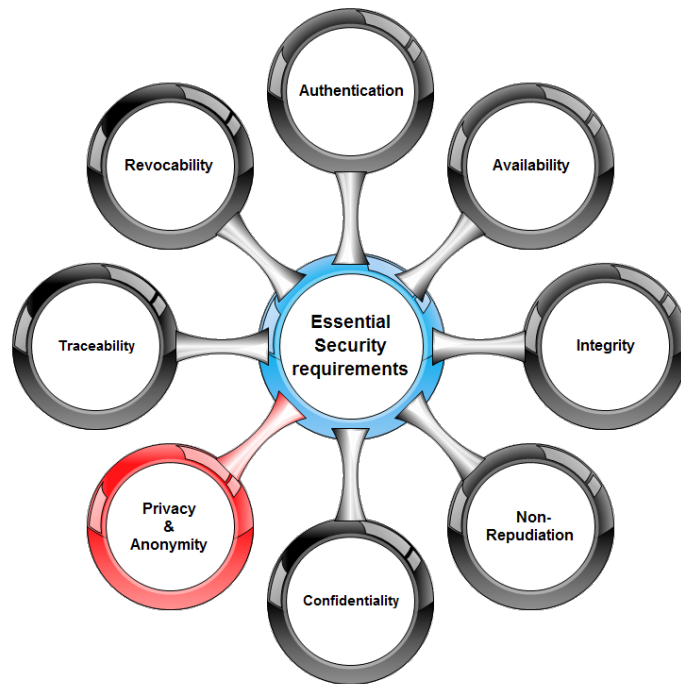 Authentication
Revocability
Availability
Essential
Security
requirements
Traceability
Integrity
Privacy
&
Anonymity
Non-
Repudiation
Confidentiality